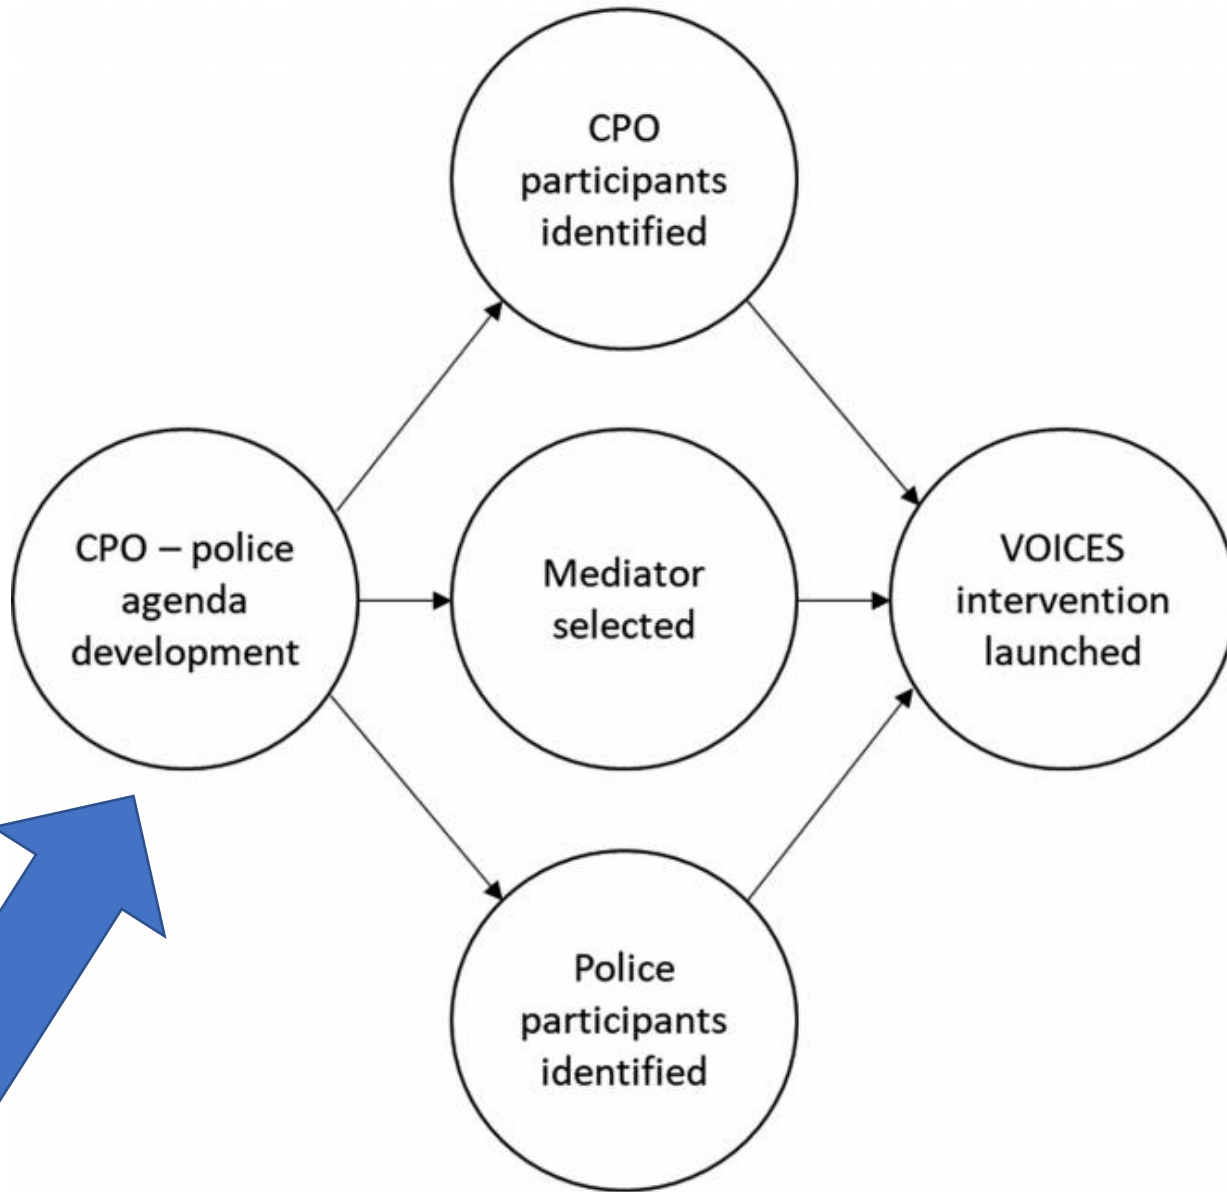 CPO
participants
identified
CPO – police
agenda
development
Mediator
selected
VOICES
intervention
launched
Police
participants
identified